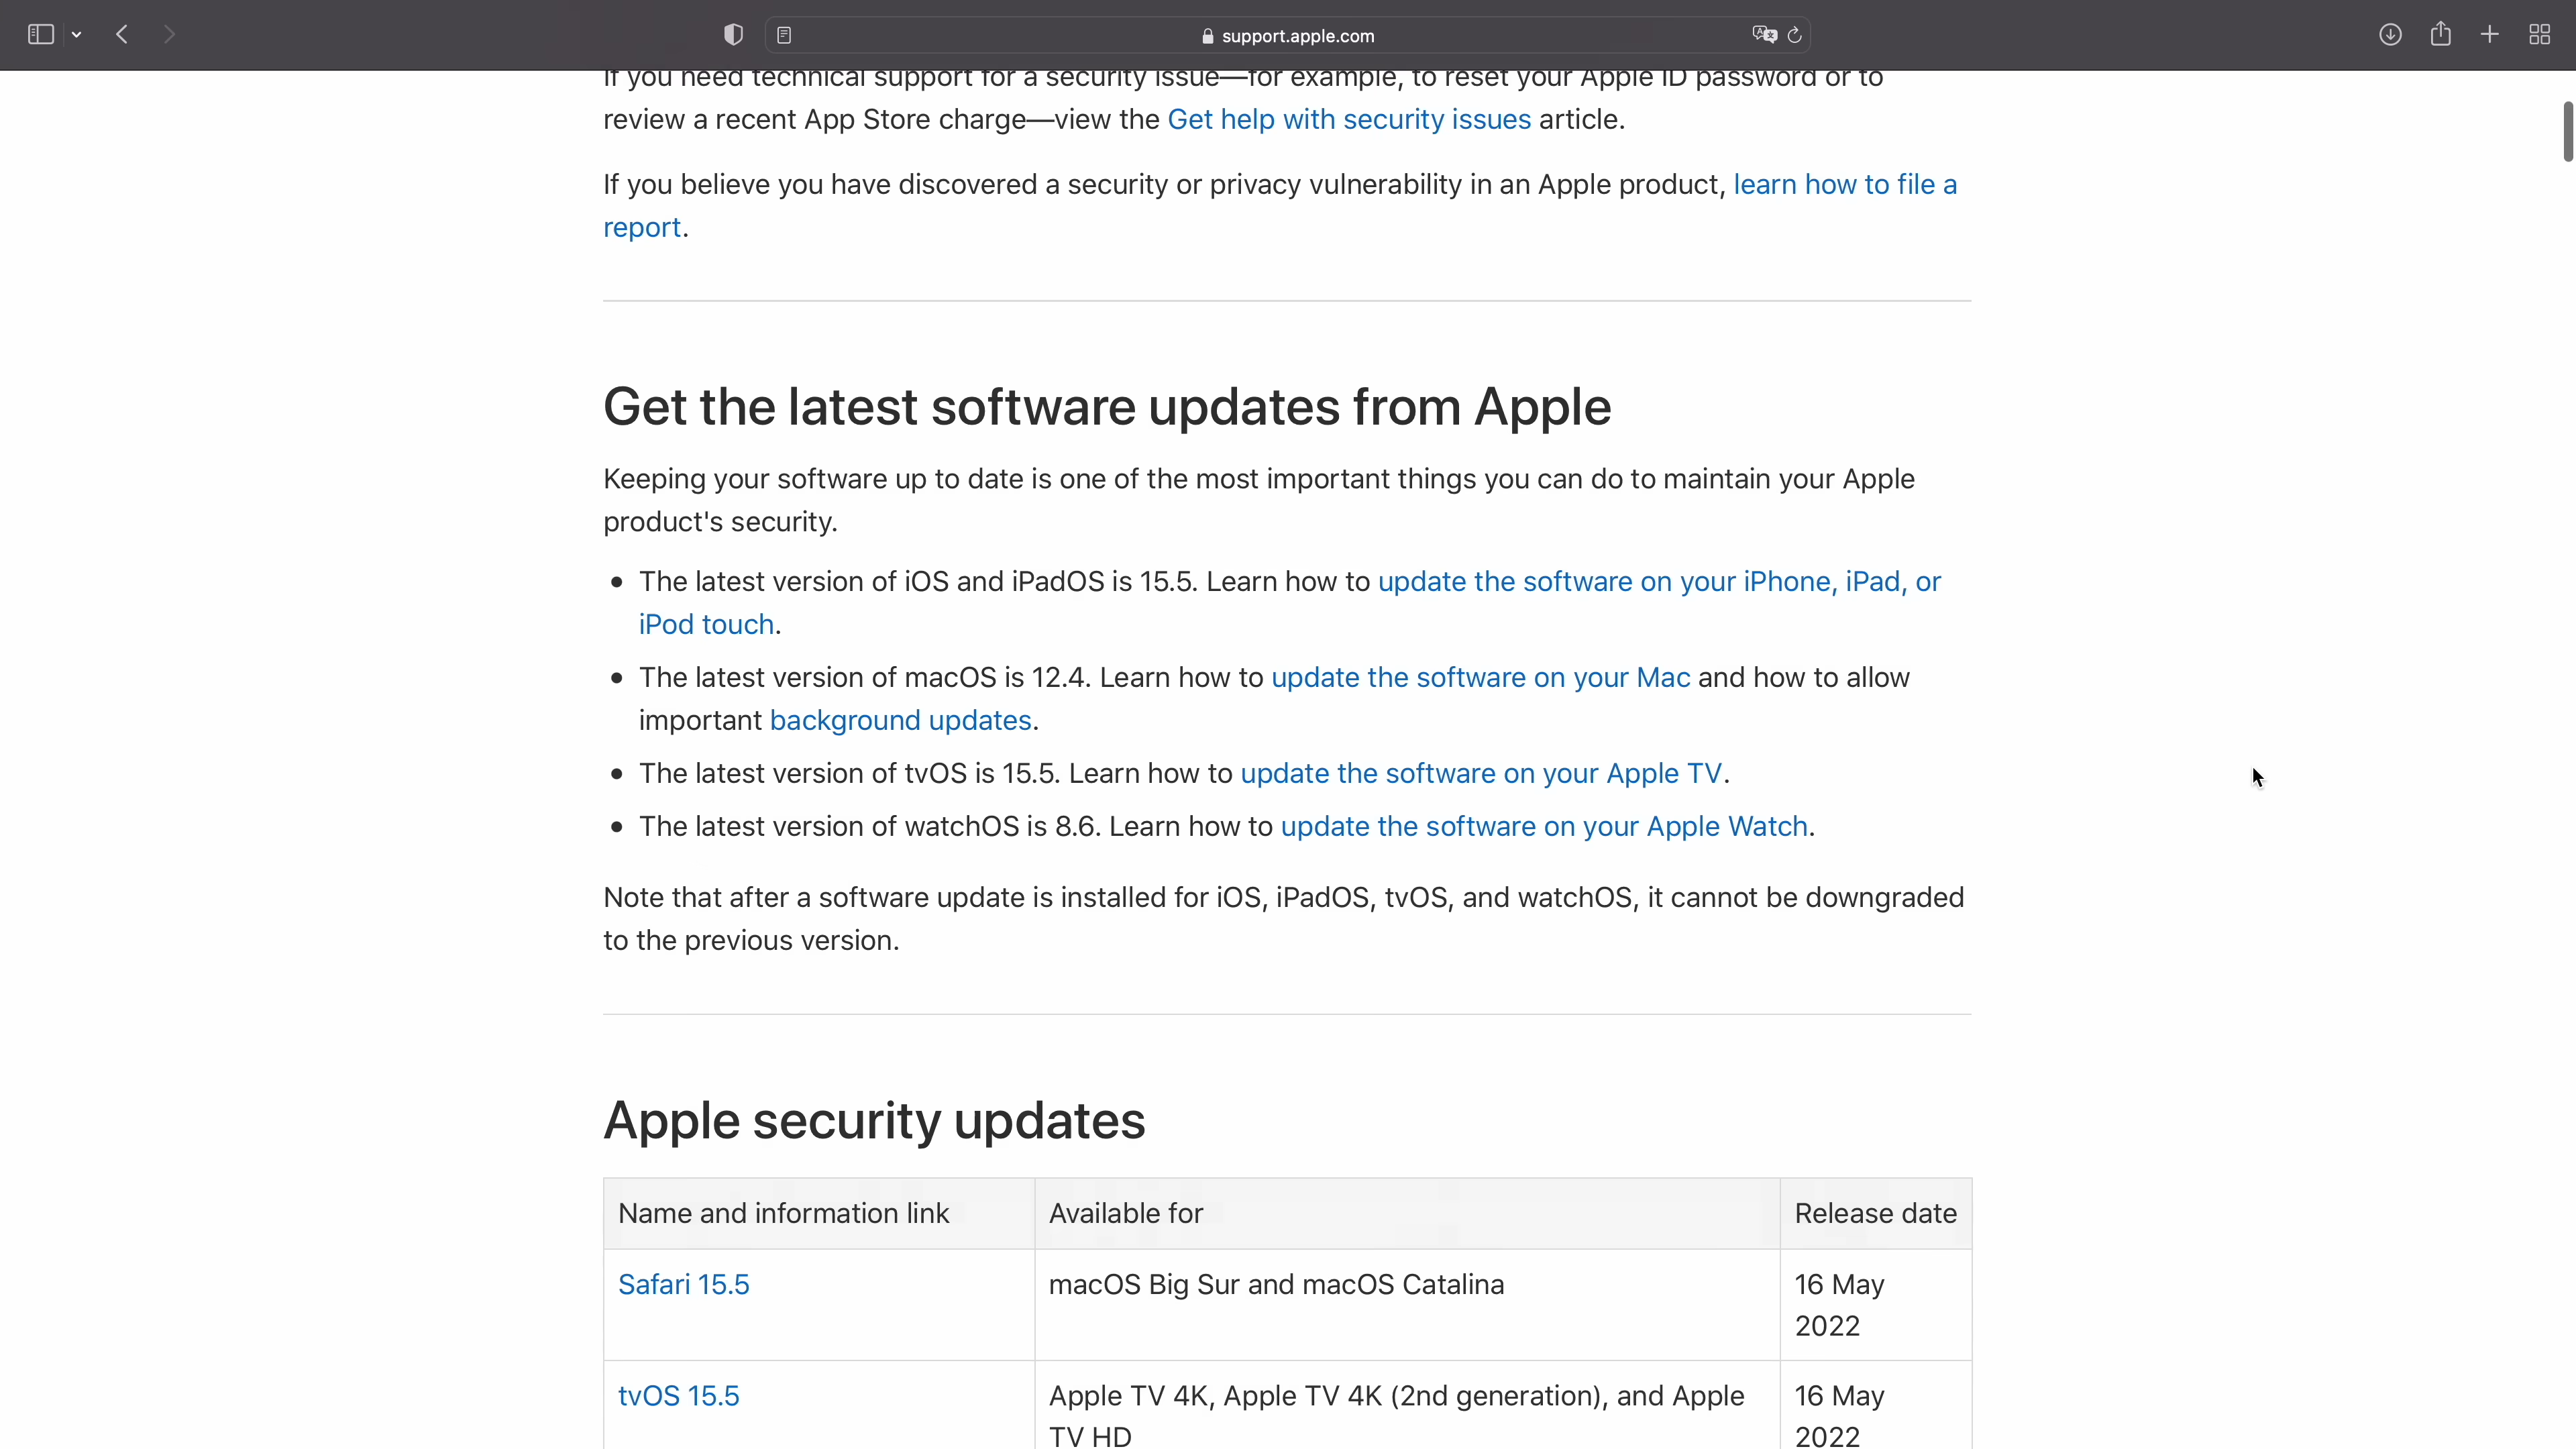 support.apple.com
If you need technical support for a security issue—for example, to reset your Apple ID password or to
review a recent App Store charge—view the Get help with security issues article.
If you believe you have discovered a security or privacy vulnerability in an Apple product, learn how to file a
report.
Get the latest software updates from Apple
Keeping your software up to date is one of the most important things you can do to maintain your Apple
product's security.
• The latest version of iOS and iPadOS is 15.5. Learn how to update the software on your iPhone, iPad, or
iPod touch.
• The latest version of macOS is 12.4. Learn how to update the software on your Mac and how to allow
important background updates.
• The latest version of tvOS is 15.5. Learn how to update the software on your Apple TV.
• The latest version of watchOS is 8.6. Learn how to update the software on your Apple Watch.
Note that after a software update is installed for iOS, iPadOS, tvOS, and watchOS, it cannot be downgraded
to the previous version.
Apple security updates
Name and information link Available for Release date
Safari 15.5 macOS Big Sur and macOS Catalina 16 May
2022
tvOS 15.5 Apple TV 4K, Apple TV 4K (2nd generation), and Apple 16 May
TV HD 2022